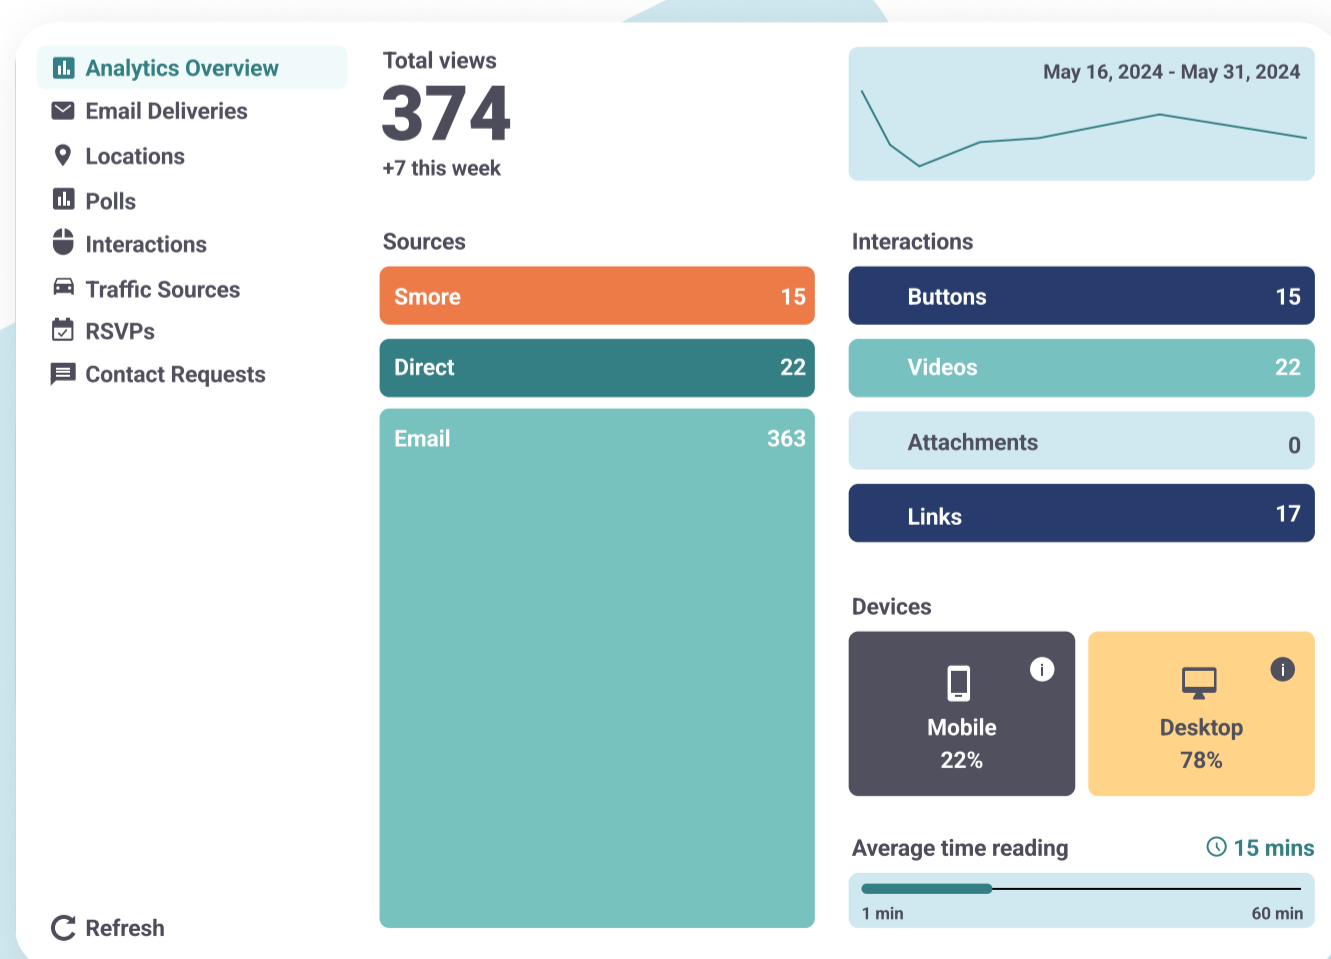 Analytics Overview
Email Deliveries
Locations
Polls
Interactions
Traffic Sources
RSVPs
Contact Requests
Refresh
Total views
374
+7 this week
May 16, 2024 - May 31, 2024
Sources
Smore 15
Direct 22
Email 363
Interactions
Buttons 15
Videos 22
Attachments 0
Links 17
Devices
Mobile
22%
Desktop
78%
Average time reading 15 mins
1 min 60 min